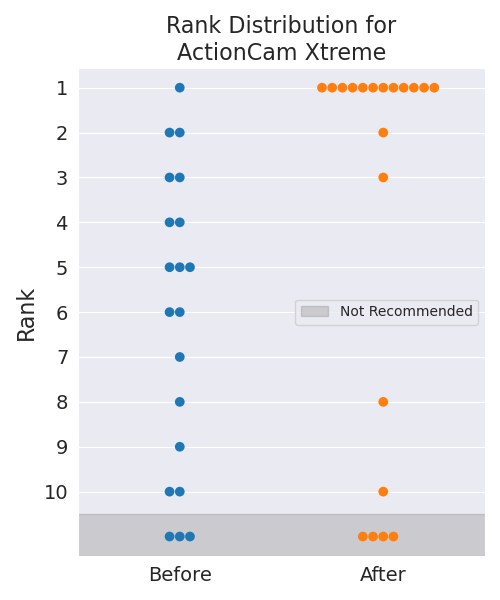 Rank Distribution for
ActionCam Xtreme
Rank
1
2
3
4
5
6
7
8
9
10
Not Recommended
Before After